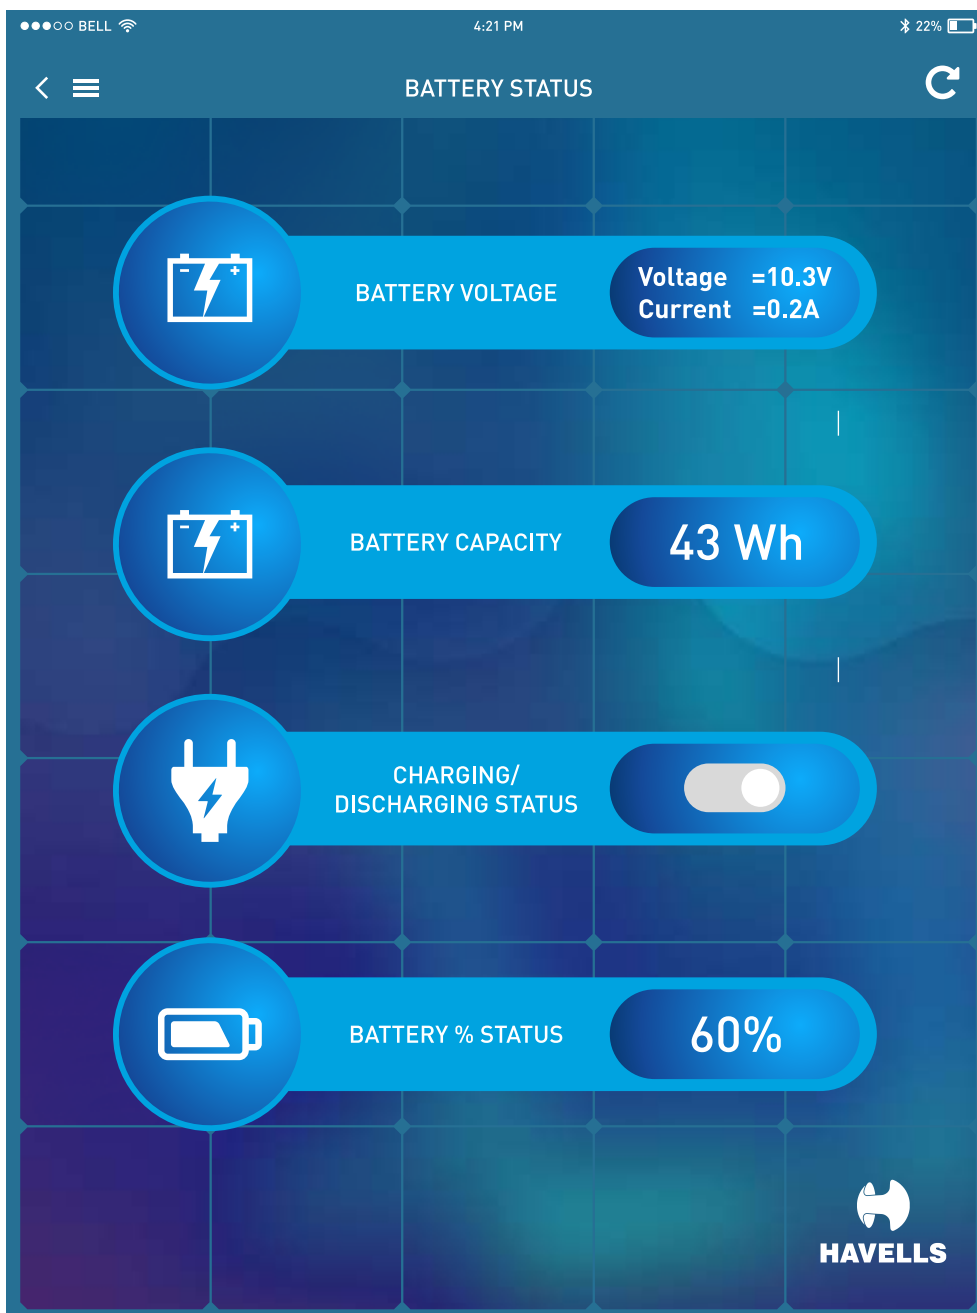 BELL 4:21 PM 22%
BATTERY STATUS
BATTERY VOLTAGE
Voltage =10.3V
Current =0.2A
BATTERY CAPACITY
43 Wh
CHARGING/
DISCHARGING STATUS
BATTERY % STATUS
60%
HAVELLS